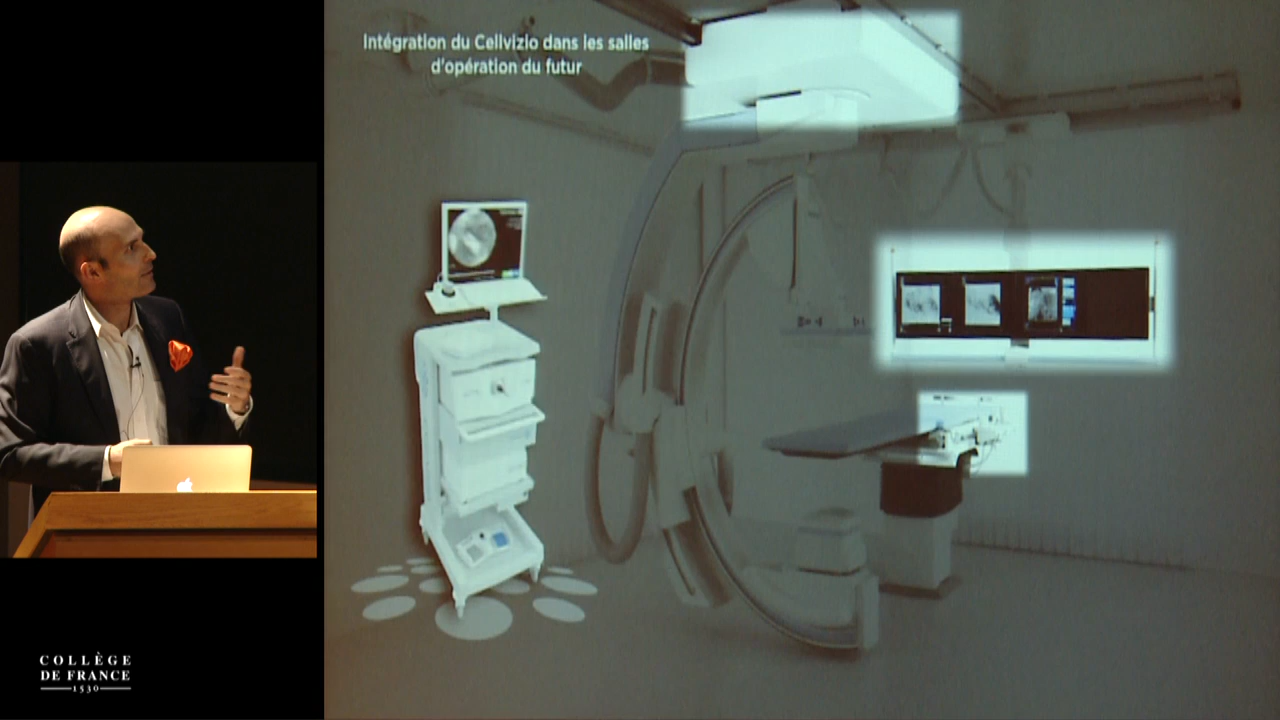 Intégration du Cellvizio dans les salles
d'opération du futur
COLLÈGE
DE FRANCE
1530